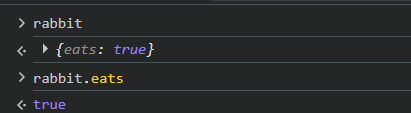 > rabbit
<· ▶ {eats: true}
> rabbit.eats
<· true